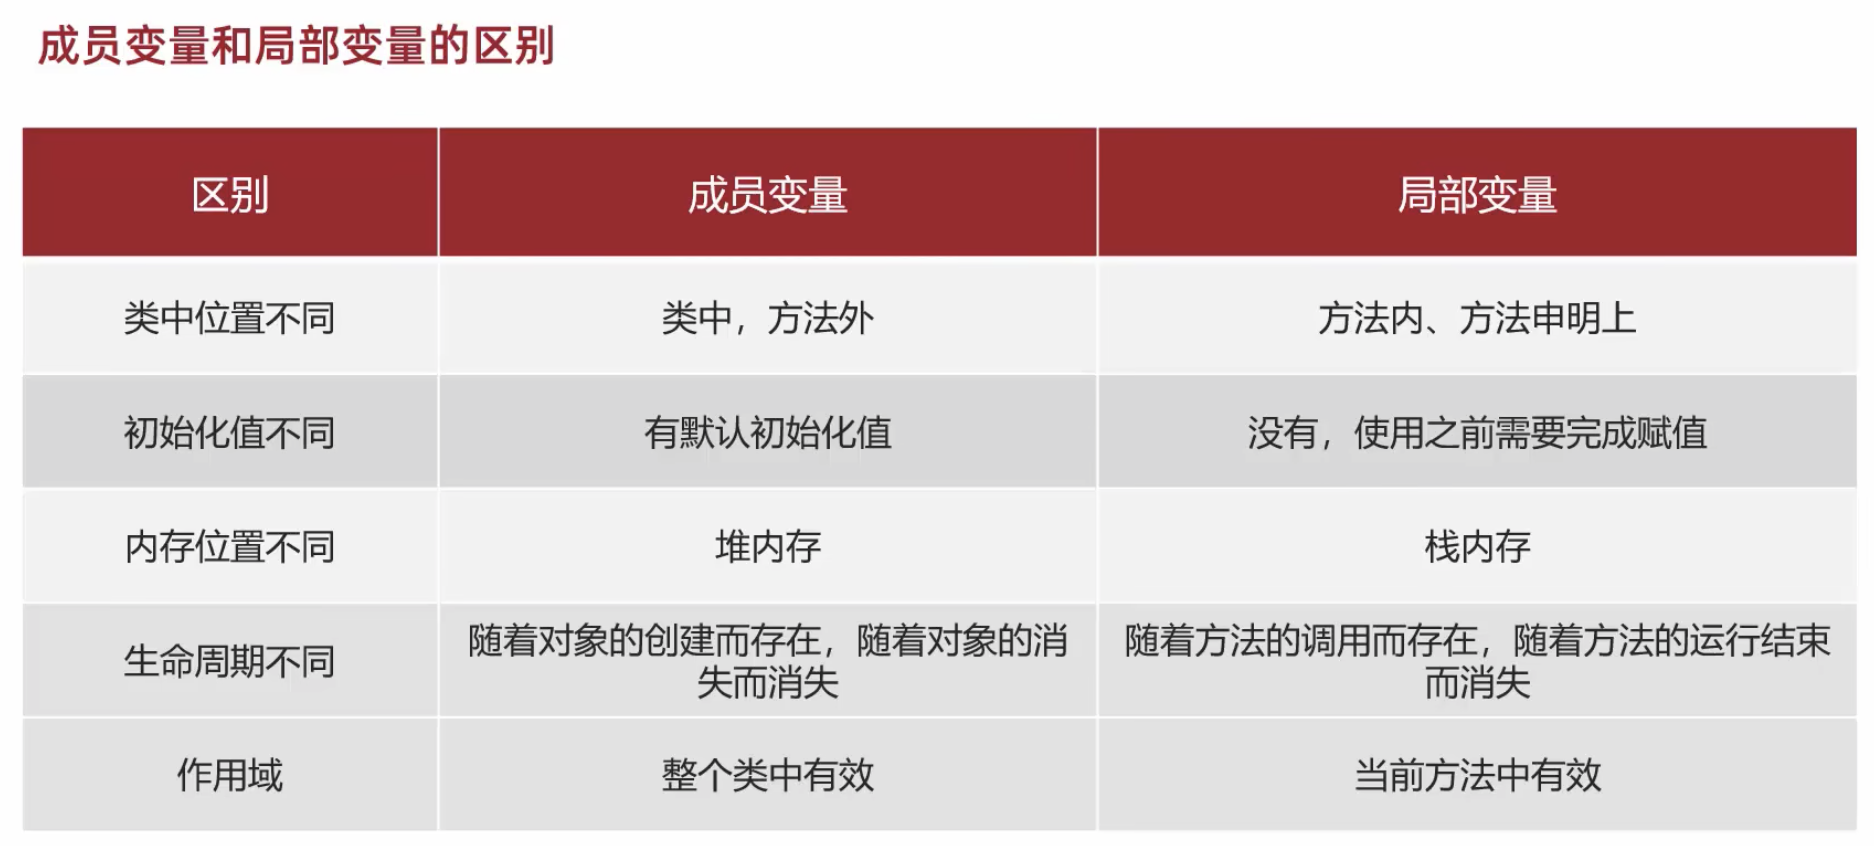 成员变量和局部变量的区别
区别 成员变量 局部变量
类中位置不同 类中，方法外 方法内、方法申明上
初始化值不同 有默认初始化值 没有，使用之前需要完成赋值
内存位置不同 堆内存 栈内存
生命周期不同
随着对象的创建而存在，随着对象的消
失而消失
随着方法的调用而存在，随着方法的运行结束
而消失
作用域 整个类中有效 当前方法中有效